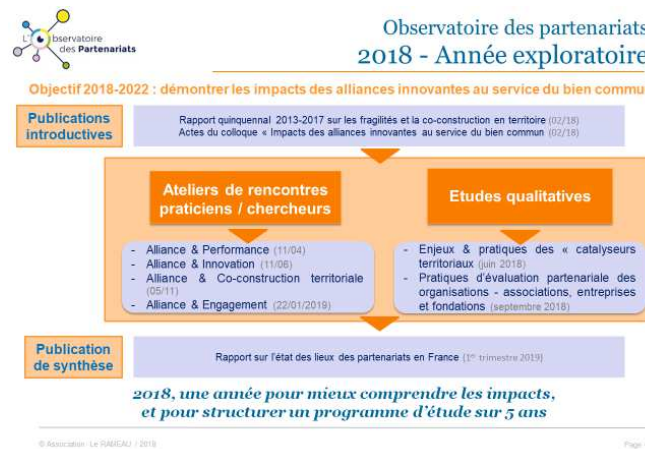 L'Observatoire
des Partenariats
Observatoire des partenariats
2018 - Année exploratoire
Objectif 2018-2022 : démontrer les impacts des alliances innovantes au service du bien commu
Publications
introductives
Rapport quinquennal 2013-2017 sur les fragilités et la co-construction en territoire (02/18)
Actes du colloque « Impacts des alliances innovantes au service du bien commun (02/18)
Ateliers de rencontres
praticiens / chercheurs
Etudes qualitatives
- Alliance & Performance (11/04)
- Alliance & Innovation (11/06)
- Alliance & Co-construction territoriale
(05/11)
- Alliance & Engagement (22/01/2019)
- Enjeux & pratiques des « catalyseurs
territoriaux (juin 2018)
- Pratiques d'évaluation partenariale des
organisations - associations, entreprises
et fondations (septembre 2018)
Publication
de synthèse
Rapport sur l'état des lieux des partenariats en France (1er trimestre 2019)
2018, une année pour mieux comprendre les impacts,
et pour structurer un programme d'étude sur 5 ans
© Association Le RAMEAU / 2018
Page